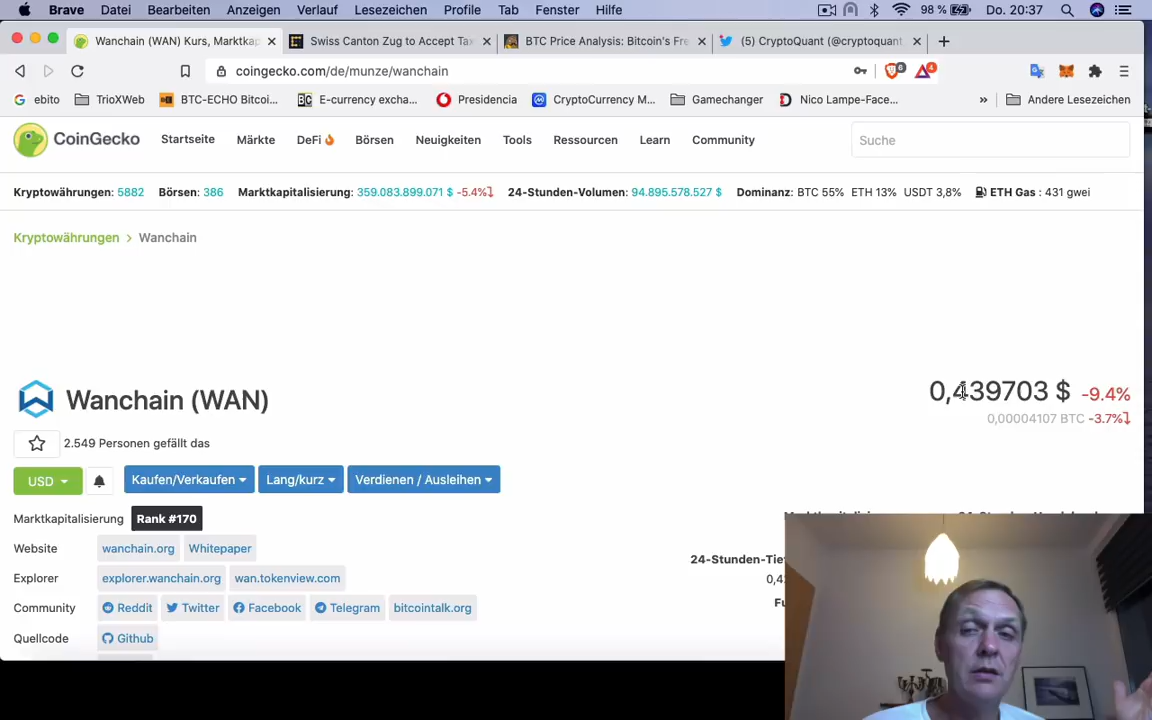 Brave Datei Bearbeiten Anzeigen Verlauf Lesezeichen Profile Tab Fenster Hilfe 98 % Do. 20:37
Wanchain (WAN) Kurs, Marktkap Swiss Canton Zug to Accept Tax BTC Price Analysis: Bitcoin's Fre (5) CryptoQuant (@cryptoquant
coingecko.com/de/munze/wanchain 6 4
ebito TrioXWeb BTC-ECHO Bitcoi... E-currency excha... Presidencia CryptoCurrency M... Gamechanger Nico Lampe-Face... » Andere Lesezeichen
CoinGecko Startseite Märkte DeFi Börsen Neuigkeiten Tools Ressourcen Learn Community Suche
Kryptowährungen: 5882 Börsen: 386 Marktkapitalisierung: 359.083.899.071 $ -5.4% 24-Stunden-Volumen: 94.895.578.527 $ Dominanz: BTC 55% ETH 13% USDT 3,8% ETH Gas : 431 gwei
Kryptowährungen > Wanchain
Wanchain (WAN) 0,439703 $ -9.4%
0,00004107 BTC -3.7%
2.549 Personen gefällt das
USD Kaufen/Verkaufen Lang/kurz Verdienen / Ausleihen
Marktkapitalisierung Rank #170
Website wanchain.org Whitepaper
24-Stunden-Tie
Explorer explorer.wanchain.org wan.tokenview.com
Community Reddit Twitter Facebook Telegram bitcointalk.org
Quellcode Github